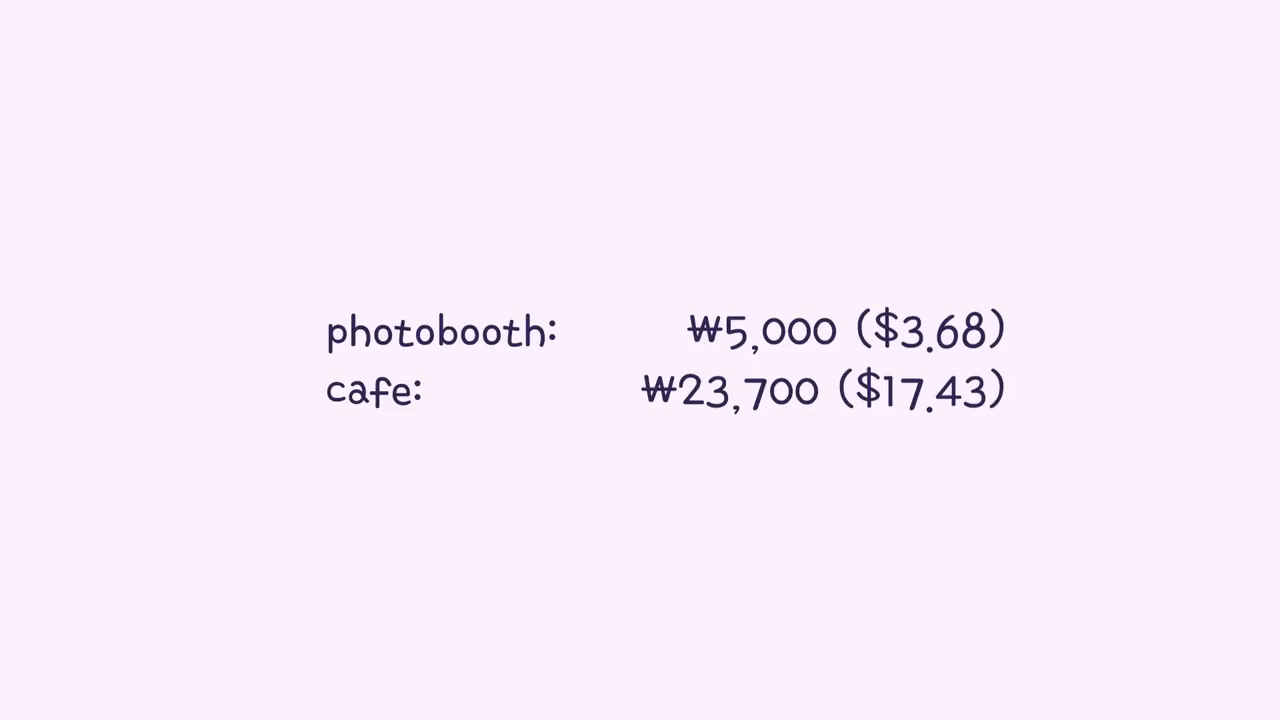 photobooth: ₩5,000 ($3.68)
cafe: ₩23,700 ($17.43)